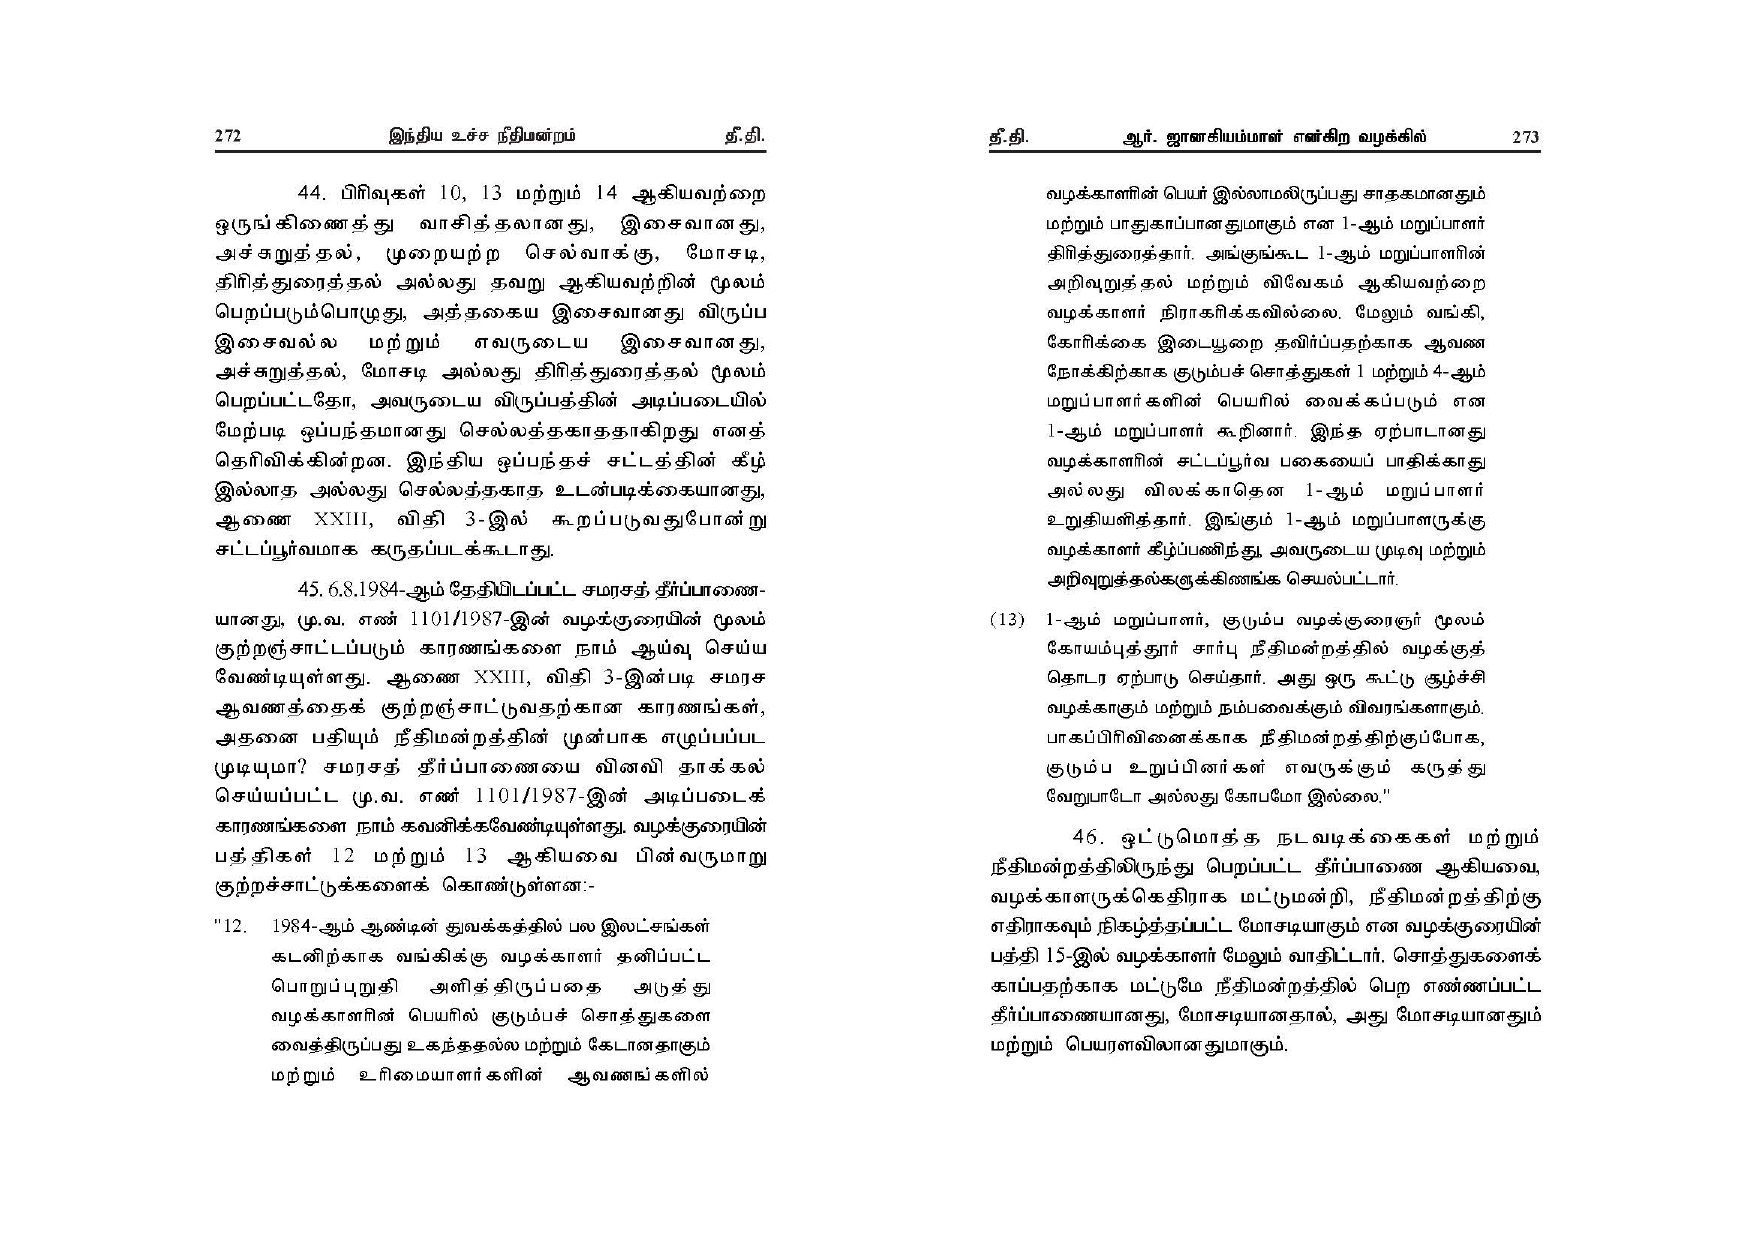 272 இந்திய உச்ச நீதிமன்றம் தீ.தி.
44. பிரிவுகள் 10, 13 மற்றும் 14 ஆகியவற்றை
ஒருங்கிணைத்து வாசித்தலானது, இசைவானது,
அச்சுறுத்தல், முறையற்ற செல்வாக்கு, மோசடி,
திரித்துரைத்தல் அல்லது தவறு ஆகியவற்றின் மூலம்
பெறப்படும்பொழுது, அத்தகைய இசைவானது விருப்ப
இசைவல்ல மற்றும் எவருடைய இசைவானது,
அச்சுறுத்தல், மோசடி அல்லது திரித்துரைத்தல் மூலம்
பெறப்பட்டதோ, அவருடைய விருப்பத்தின் அடிப்படையில்
மேற்படி ஒப்பந்தமானது செல்லத்தகாததாகிறது எனத்
தெரிவிக்கின்றன. இந்திய ஒப்பந்தச் சட்டத்தின் கீழ்
இல்லாத அல்லது செல்லத்தகாத உடன்படிக்கையானது,
ஆணை XXIII, விதி 3-இல் கூறப்படுவதுபோன்று
சட்டப்பூர்வமாக கருதப்படக்கூடாது.
45. 6.8.1984-ஆம் தேதியிடப்பட்ட சமரசத் தீர்ப்பாணை-
யானது, மு.வ. எண் 1101/1987-இன் வழக்குரையின் மூலம்
குற்றஞ்சாட்டப்படும் காரணங்களை நாம் ஆய்வு செய்ய
வேண்டியுள்ளது. ஆணை XXIII, விதி 3-இன்படி சமரச
ஆவணத்தைக் குற்றஞ்சாட்டுவதற்கான காரணங்கள்,
அதனை பதியும் நீதிமன்றத்தின் முன்பாக எழுப்பப்பட
முடியுமா? சமரசத் தீர்ப்பாணையை வினவி தாக்கல்
செய்யப்பட்ட மு.வ. எண் 1101/1987-இன் அடிப்படைக்
காரணங்களை நாம் கவனிக்கவேண்டியுள்ளது. வழக்குரையின்
பத்திகள் 12 மற்றும் 13 ஆகியவை பின்வருமாறு
குற்றச்சாட்டுக்களைக் கொண்டுள்ளன:-
"12. 1984-ஆம் ஆண்டின் துவக்கத்தில் பல இலட்சங்கள்
கடனிற்காக வங்கிக்கு வழக்காளர் தனிப்பட்ட
பொறுப்புறுதி அளித்திருப்பதை அடுத்து
வழக்காளரின் பெயரில் குடும்பச் சொத்துகளை
வைத்திருப்பது உகந்ததல்ல மற்றும் கேடானதாகும்
மற்றும் உரிமையாளர்களின் ஆவணங்களில்
தீ.தி. ஆர். ஜானகியம்மாள் என்கிற வழக்கில் 273
வழக்காளரின் பெயர் இல்லாமலிருப்பது சாதகமானதும்
மற்றும் பாதுகாப்பானதுமாகும் என 1-ஆம் மறுப்பாளர்
திரித்துரைத்தார். அங்குங்கூட 1-ஆம் மறுப்பாளரின்
அறிவுறுத்தல் மற்றும் விவேகம் ஆகியவற்றை
வழக்காளர் நிராகரிக்கவில்லை. மேலும் வங்கி,
கோரிக்கை இடையூறை தவிர்ப்பதற்காக ஆவண
நோக்கிற்காக குடும்பச் சொத்துகள் 1 மற்றும் 4-ஆம்
மறுப்பாளர்களின் பெயரில் வைக்கப்படும் என
1-ஆம் மறுப்பாளர் கூறினார். இந்த ஏற்பாடானது
வழக்காளரின் சட்டப்பூர்வ பகையைப் பாதிக்காது
அல்லது விலக்காதென 1-ஆம் மறுப்பாளர்
உறுதியளித்தார். இங்கும் 1-ஆம் மறுப்பாளருக்கு
வழக்காளர் கீழ்ப்பணிந்து, அவருடைய முடிவு மற்றும்
அறிவுறுத்தல்களுக்கிணங்க செயல்பட்டார்.
(13) 1-ஆம் மறுப்பாளர், குடும்ப வழக்குரைஞர் மூலம்
கோயம்புத்தூர் சார்பு நீதிமன்றத்தில் வழக்குத்
தொடர ஏற்பாடு செய்தார். அது ஒரு கூட்டு சூழ்ச்சி
வழக்காகும் மற்றும் நம்பவைக்கும் விவரங்களாகும்.
பாகப்பிரிவினைக்காக நீதிமன்றத்திற்குப்போக,
குடும்ப உறுப்பினர்கள் எவருக்கும் கருத்து
வேறுபாடோ அல்லது கோபமோ இல்லை."
46. ஒட்டுமொத்த நடவடிக்கைகள் மற்றும்
நீதிமன்றத்திலிருந்து பெறப்பட்ட தீர்ப்பாணை ஆகியவை,
வழக்காளருக்கெதிராக மட்டுமன்றி, நீதிமன்றத்திற்கு
எதிராகவும் நிகழ்த்தப்பட்ட மோசடியாகும் என வழக்குரையின்
பத்தி 15-இல் வழக்காளர் மேலும் வாதிட்டார். சொத்துகளைக்
காப்பதற்காக மட்டுமே நீதிமன்றத்தில் பெற எண்ணப்பட்ட
தீர்ப்பாணையானது, மோசடியானதால், அது மோசடியானதும்
மற்றும் பெயரளவிலானதுமாகும்.